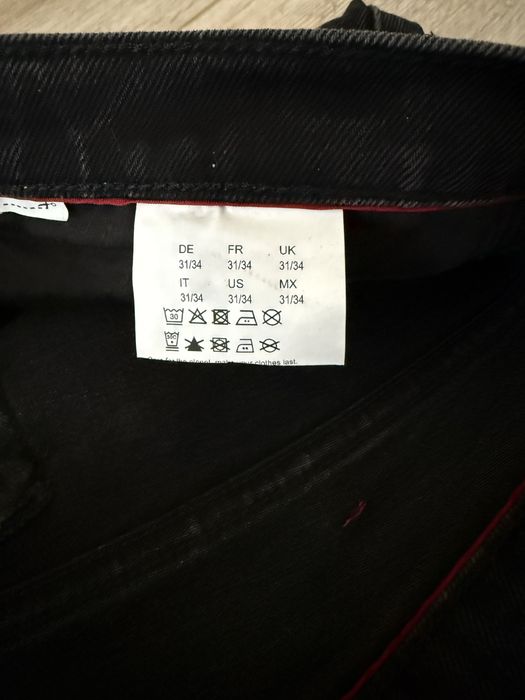 DE FR UK
31/34 31/34 31/34
IT US MX
31/34 31/34 31/34
30
the planet, make your clothes last.